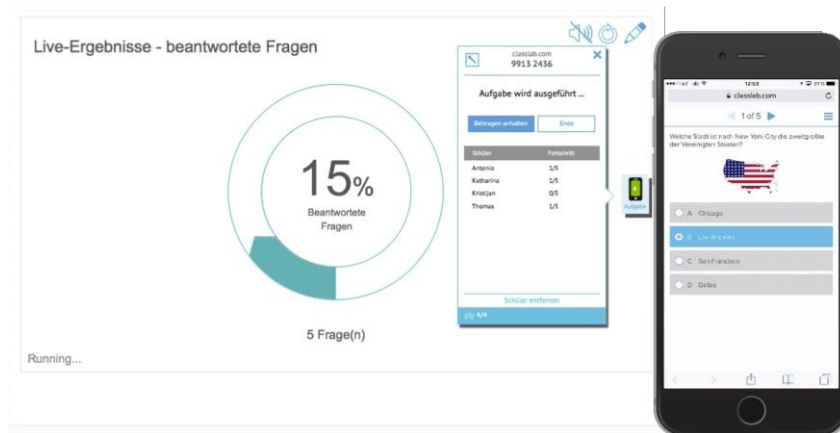 Live-Ergebnisse - beantwortete Fragen
15%
Beantwortete
Fragen
5 Frage(n)
Running...
classlab.com
9913 2436
Aufgabe wird ausgeführt ...
Beitragen anhalten
Ende
Schüler Fortschritt
Antonio 1/5
Katharina 1/5
Kristijan 0/5
Thomas 1/5
Schüler entfernen
4/4
Aufgabe
12:53
classlab.com
1 of 5
Welche Stadt ist nach New York City die zweitgrößte
der Vereinigten Staaten?
A Chicago
B Los Angeles
C San Francisco
D Dallas